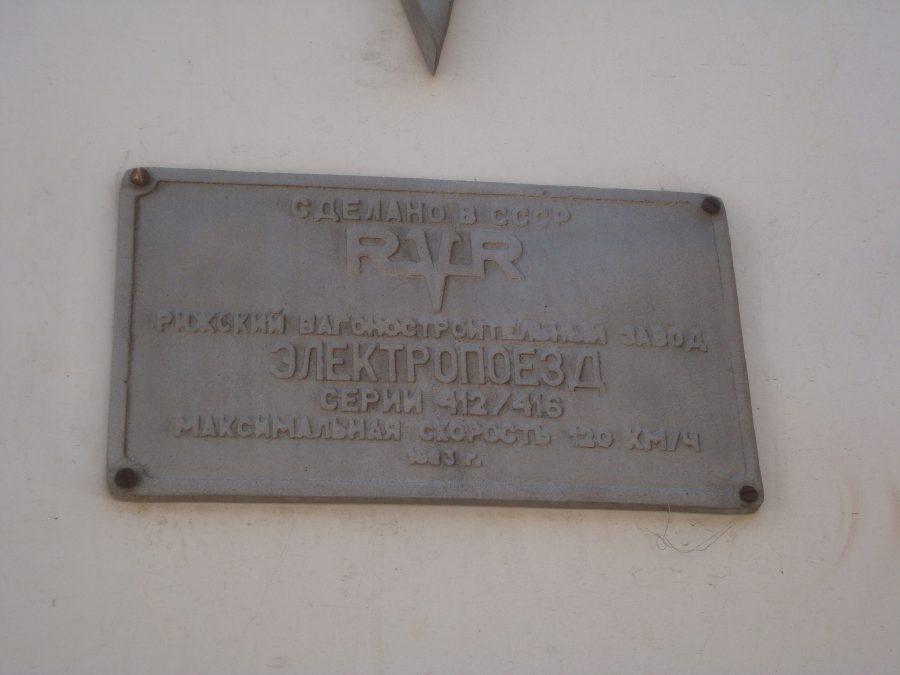 СДЕЛАНО В СССР
RVR
РИЖСКИЙ ВАГОНОСТРОИТЕЛЬНЫЙ ЗАВОД
ЭЛЕКТРОПОЕЗД
СЕРИИ 412/416
МАКСИМАЛЬНАЯ СКОРОСТЬ 120 КМ/Ч
г.